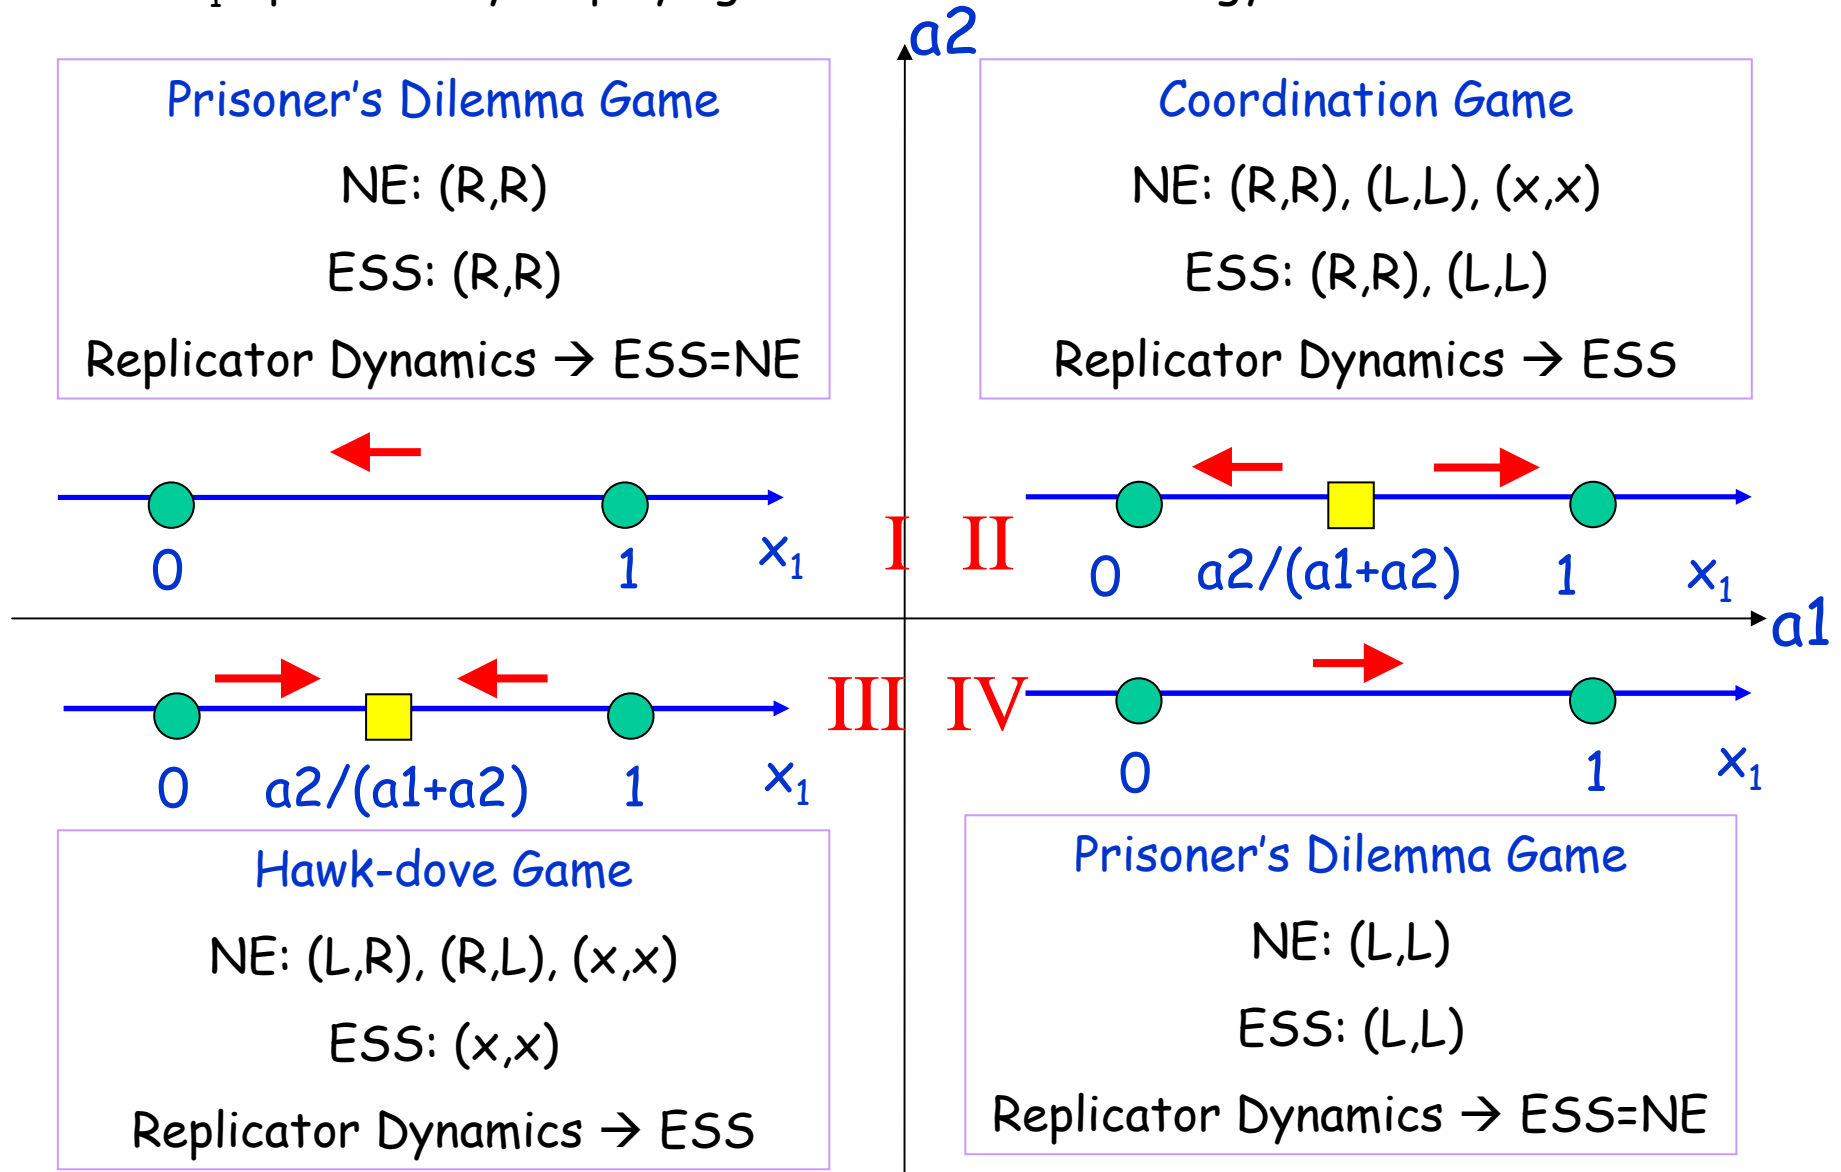 a2
Prisoner's Dilemma Game
NE: (R,R)
ESS: (R,R)
Replicator Dynamics → ESS=NE
Coordination Game
NE: (R,R), (L,L), (x,x)
ESS: (R,R), (L,L)
Replicator Dynamics → ESS
0
1
x₁
I
II
0
a2/(a1+a2)
1
x₁
a1
III
IV
0
a2/(a1+a2)
1
x₁
0
1
x₁
Hawk-dove Game
NE: (L,R), (R,L), (x,x)
ESS: (x,x)
Replicator Dynamics → ESS
Prisoner's Dilemma Game
NE: (L,L)
ESS: (L,L)
Replicator Dynamics → ESS=NE